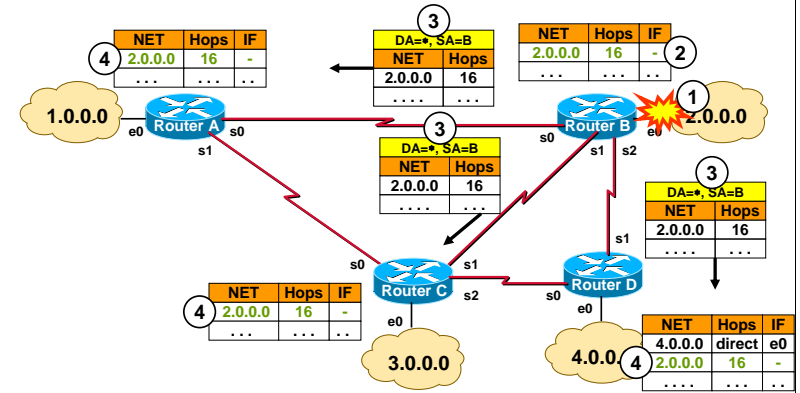 3
DA=*, SA=B
NET Hops
2.0.0.0 16
. . . . . . .
4
NET Hops IF
2.0.0.0 16 -
. . . . . . . .
NET Hops IF
2.0.0.0 16 -
. . . . . . . .
2
1
1.0.0.0
e0
Router A
s0
s1
3
DA=*, SA=B
NET Hops
2.0.0.0 16
. . . . . . .
s0
Router B
e0
s1
s2
2.0.0.0
3
DA=*, SA=B
NET Hops
2.0.0.0 16
. . . . . . .
s0
s1
Router C
s2
e0
3.0.0.0
s1
s0
Router D
e0
4.0.0.
4
NET Hops IF
2.0.0.0 16 -
. . . . . . . .
4
NET Hops IF
4.0.0.0 direct e0
2.0.0.0 16 -
. . . . . . . . .